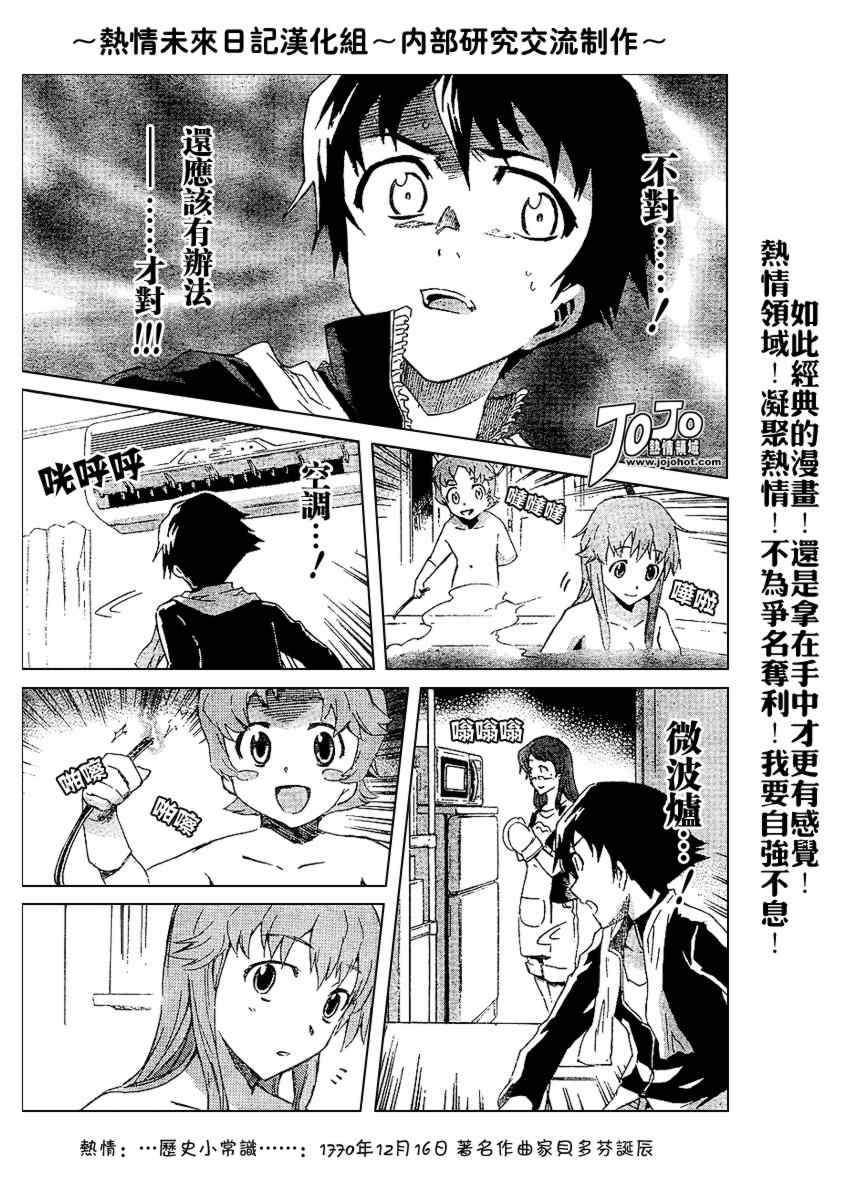 ～熱情未來日記漢化組～内部研究交流制作～
不對………！
還應該有辦法
——……才對!!!
JOJO
熱情領域
www.jojohot.com
嘩啦
空調…！
咣呼呼
微波爐……！
嗡嗡嗡
啪嚓
啪嚓
如此經典的漫畫！還是拿在手中才更有感覺！
熱情領域！凝聚熱情！不為爭名奪利！我要自強不息！
熱情：…歷史小常識……：1770年12月16日 著名作曲家貝多芬誕辰